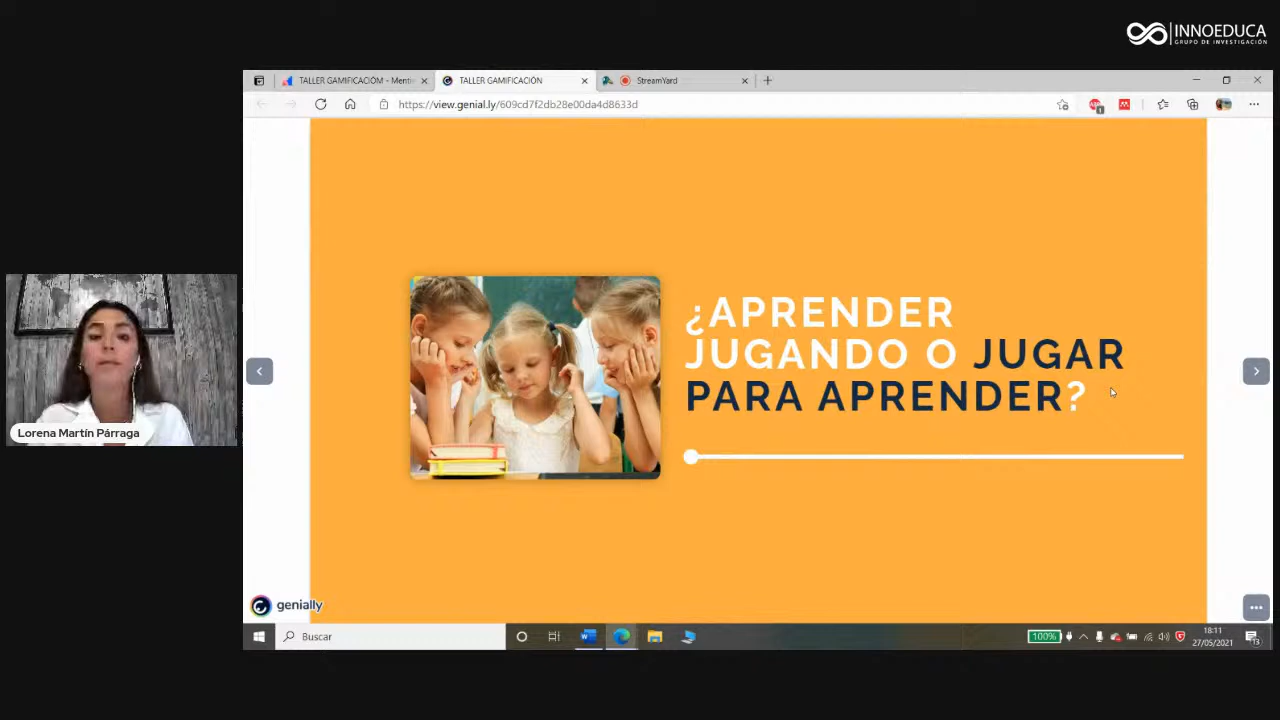 INNOEDUCA
GRUPO DE INVESTIGACIÓN
TALLER GAMIFICACIÓM - Menti
TALLER GAMIFICACIÓN
StreamYard
https://view.genial.ly/609cd7f2db28e00da4d8633d
¿APRENDER
JUGANDO O JUGAR
PARA APRENDER?
Lorena Martín Párraga
genially
Buscar
100%
18:11
27/05/2021